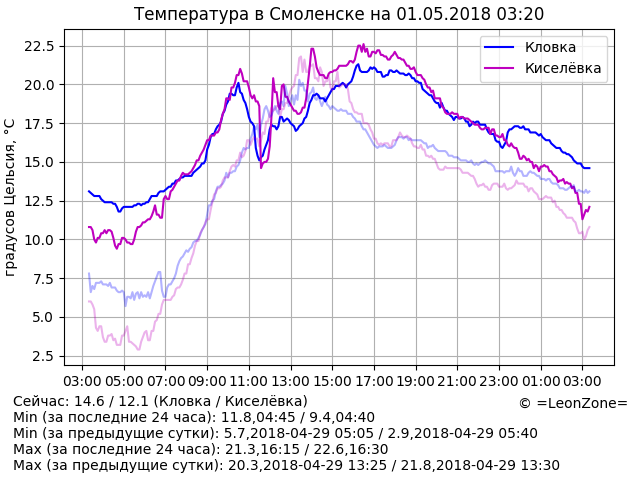 Температура в Смоленске на 01.05.2018 03:20
градусов Цельсия, °C
22.5
20.0
17.5
15.0
12.5
10.0
7.5
5.0
2.5
Кловка
Киселёвка
03:00 05:00 07:00 09:00 11:00 13:00 15:00 17:00 19:00 21:00 23:00 01:00 03:00
Сейчас: 14.6 / 12.1 (Кловка / Киселёвка)
© =LeonZone=
Min (за последние 24 часа): 11.8,04:45 / 9.4,04:40
Min (за предыдущие сутки): 5.7,2018-04-29 05:05 / 2.9,2018-04-29 05:40
Max (за последние 24 часа): 21.3,16:15 / 22.6,16:30
Max (за предыдущие сутки): 20.3,2018-04-29 13:25 / 21.8,2018-04-29 13:30